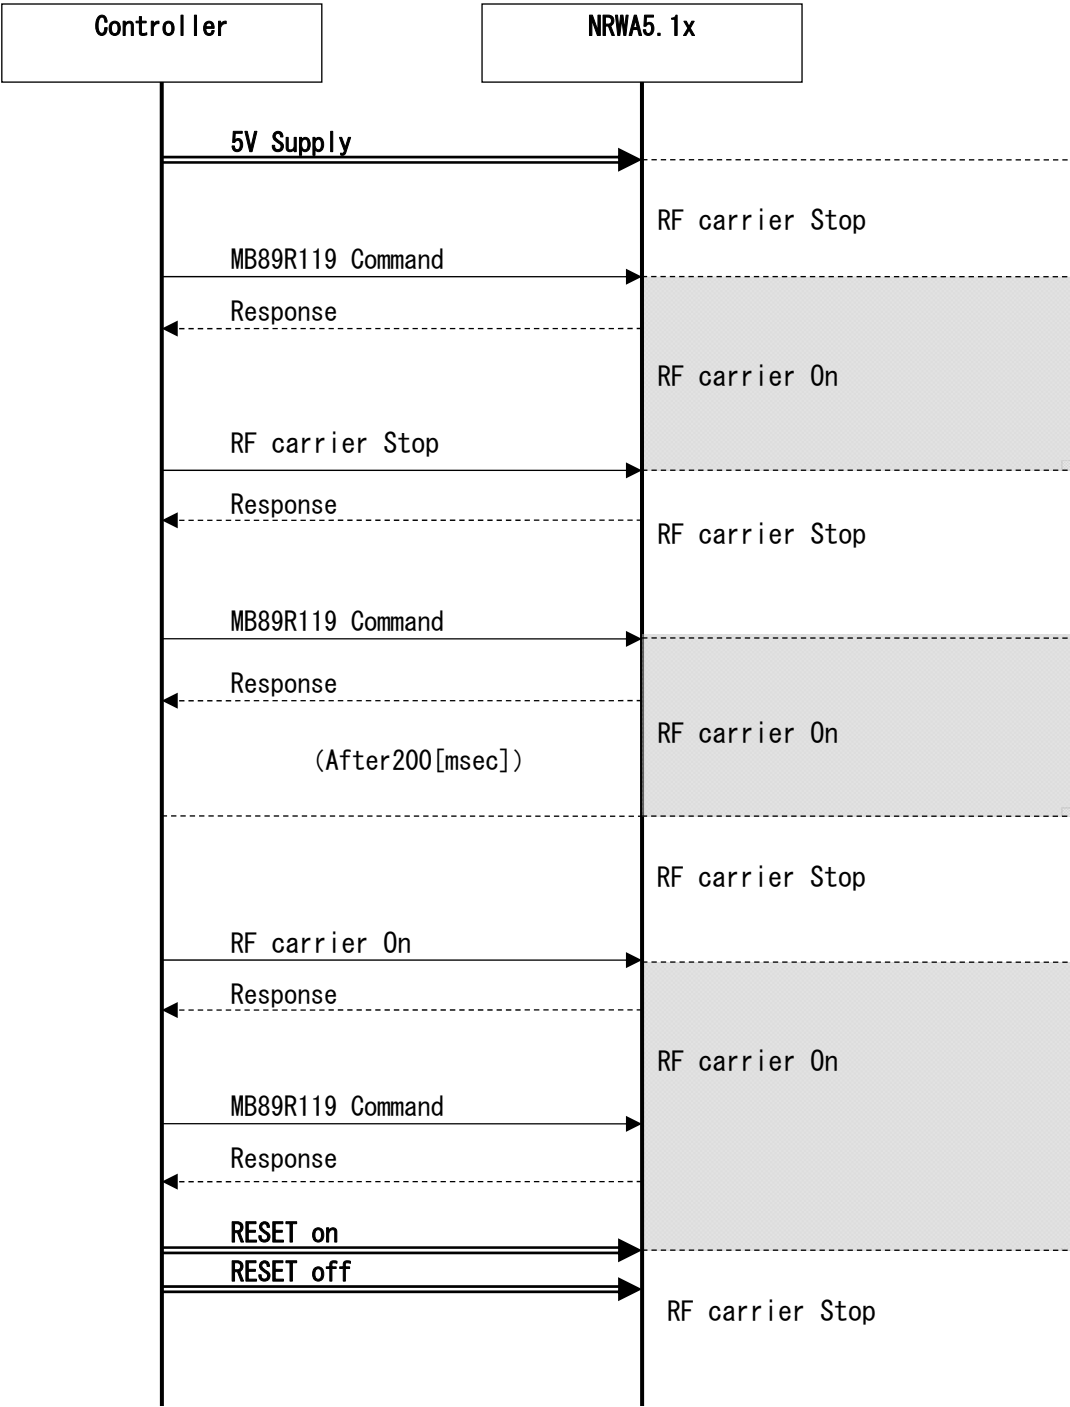 Controller
NRWA5.1x
5V Supply
RF carrier Stop
MB89R119 Command
Response
RF carrier On
RF carrier Stop
Response
RF carrier Stop
MB89R119 Command
Response
RF carrier On
(After200[msec])
RF carrier Stop
RF carrier On
Response
RF carrier On
MB89R119 Command
Response
RESET on
RESET off
RF carrier Stop